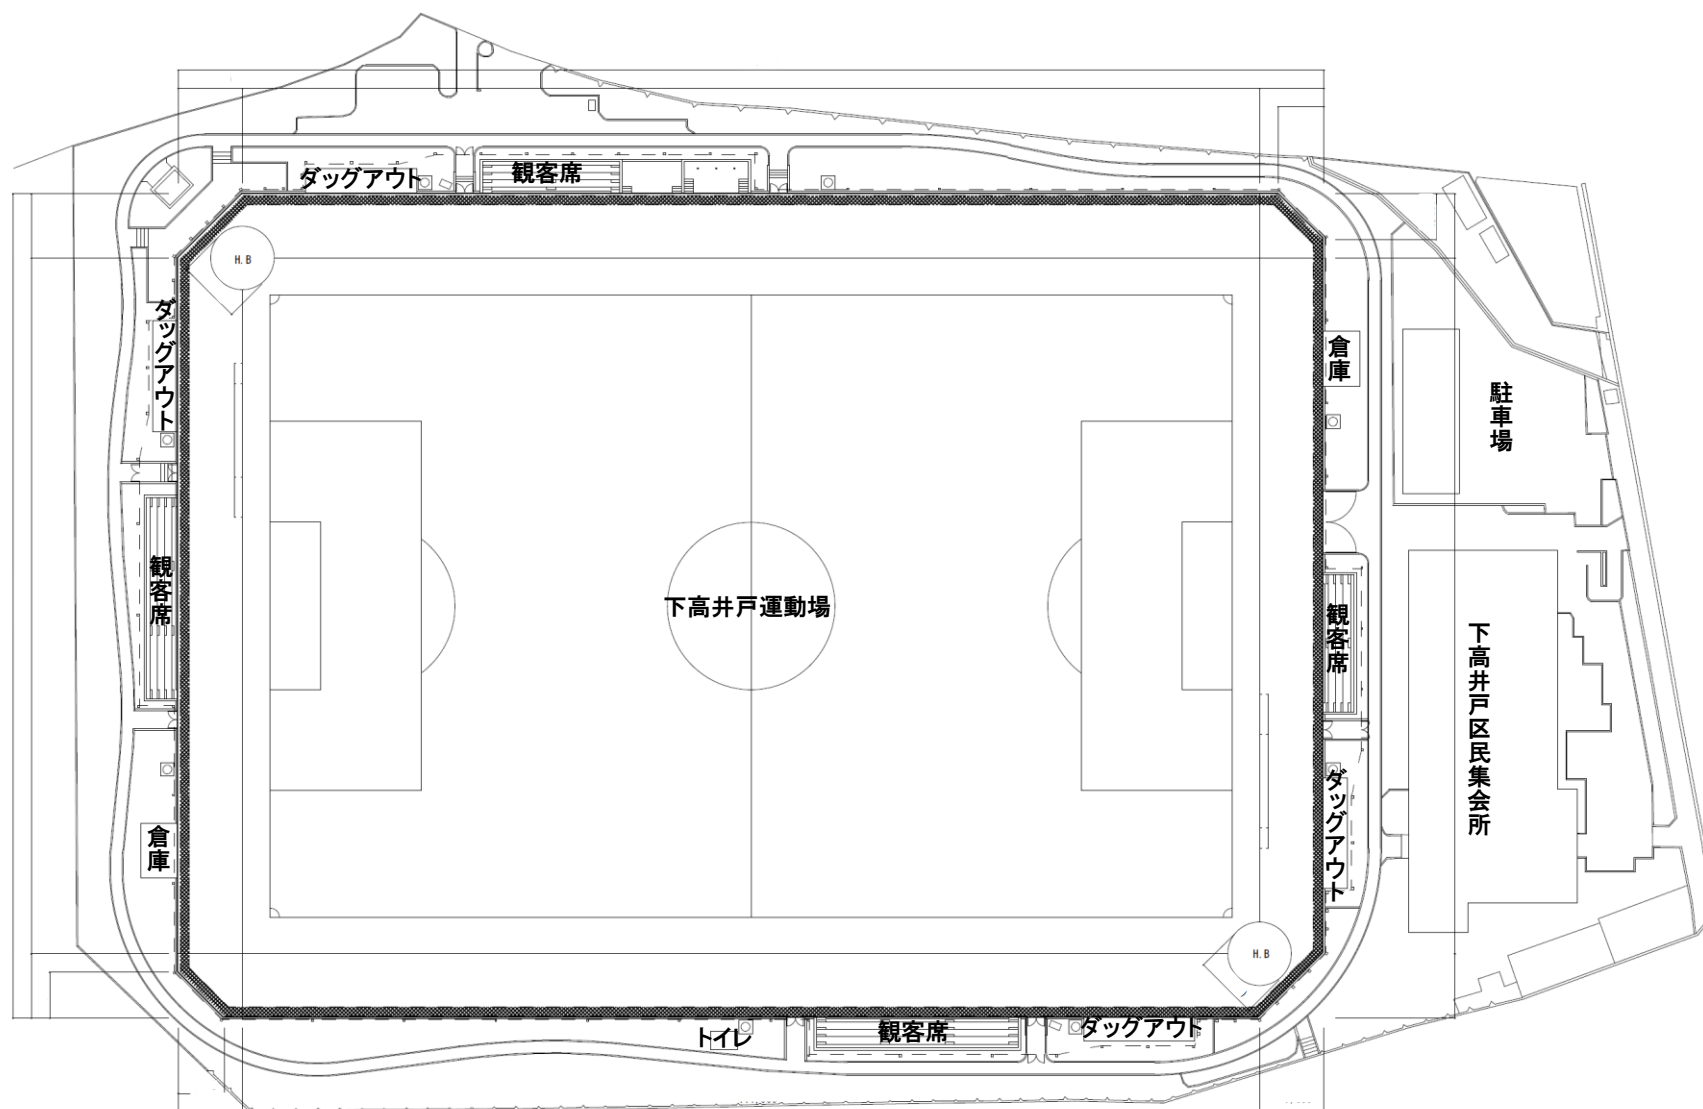 ダッグアウト
観客席
H.B
ダッグアウト
倉庫
駐車場
観客席
下高井戸運動場
観客席
下高井戸区民集会所
倉庫
ダッグアウト
H.B
トイレ
観客席
ダッグアウト